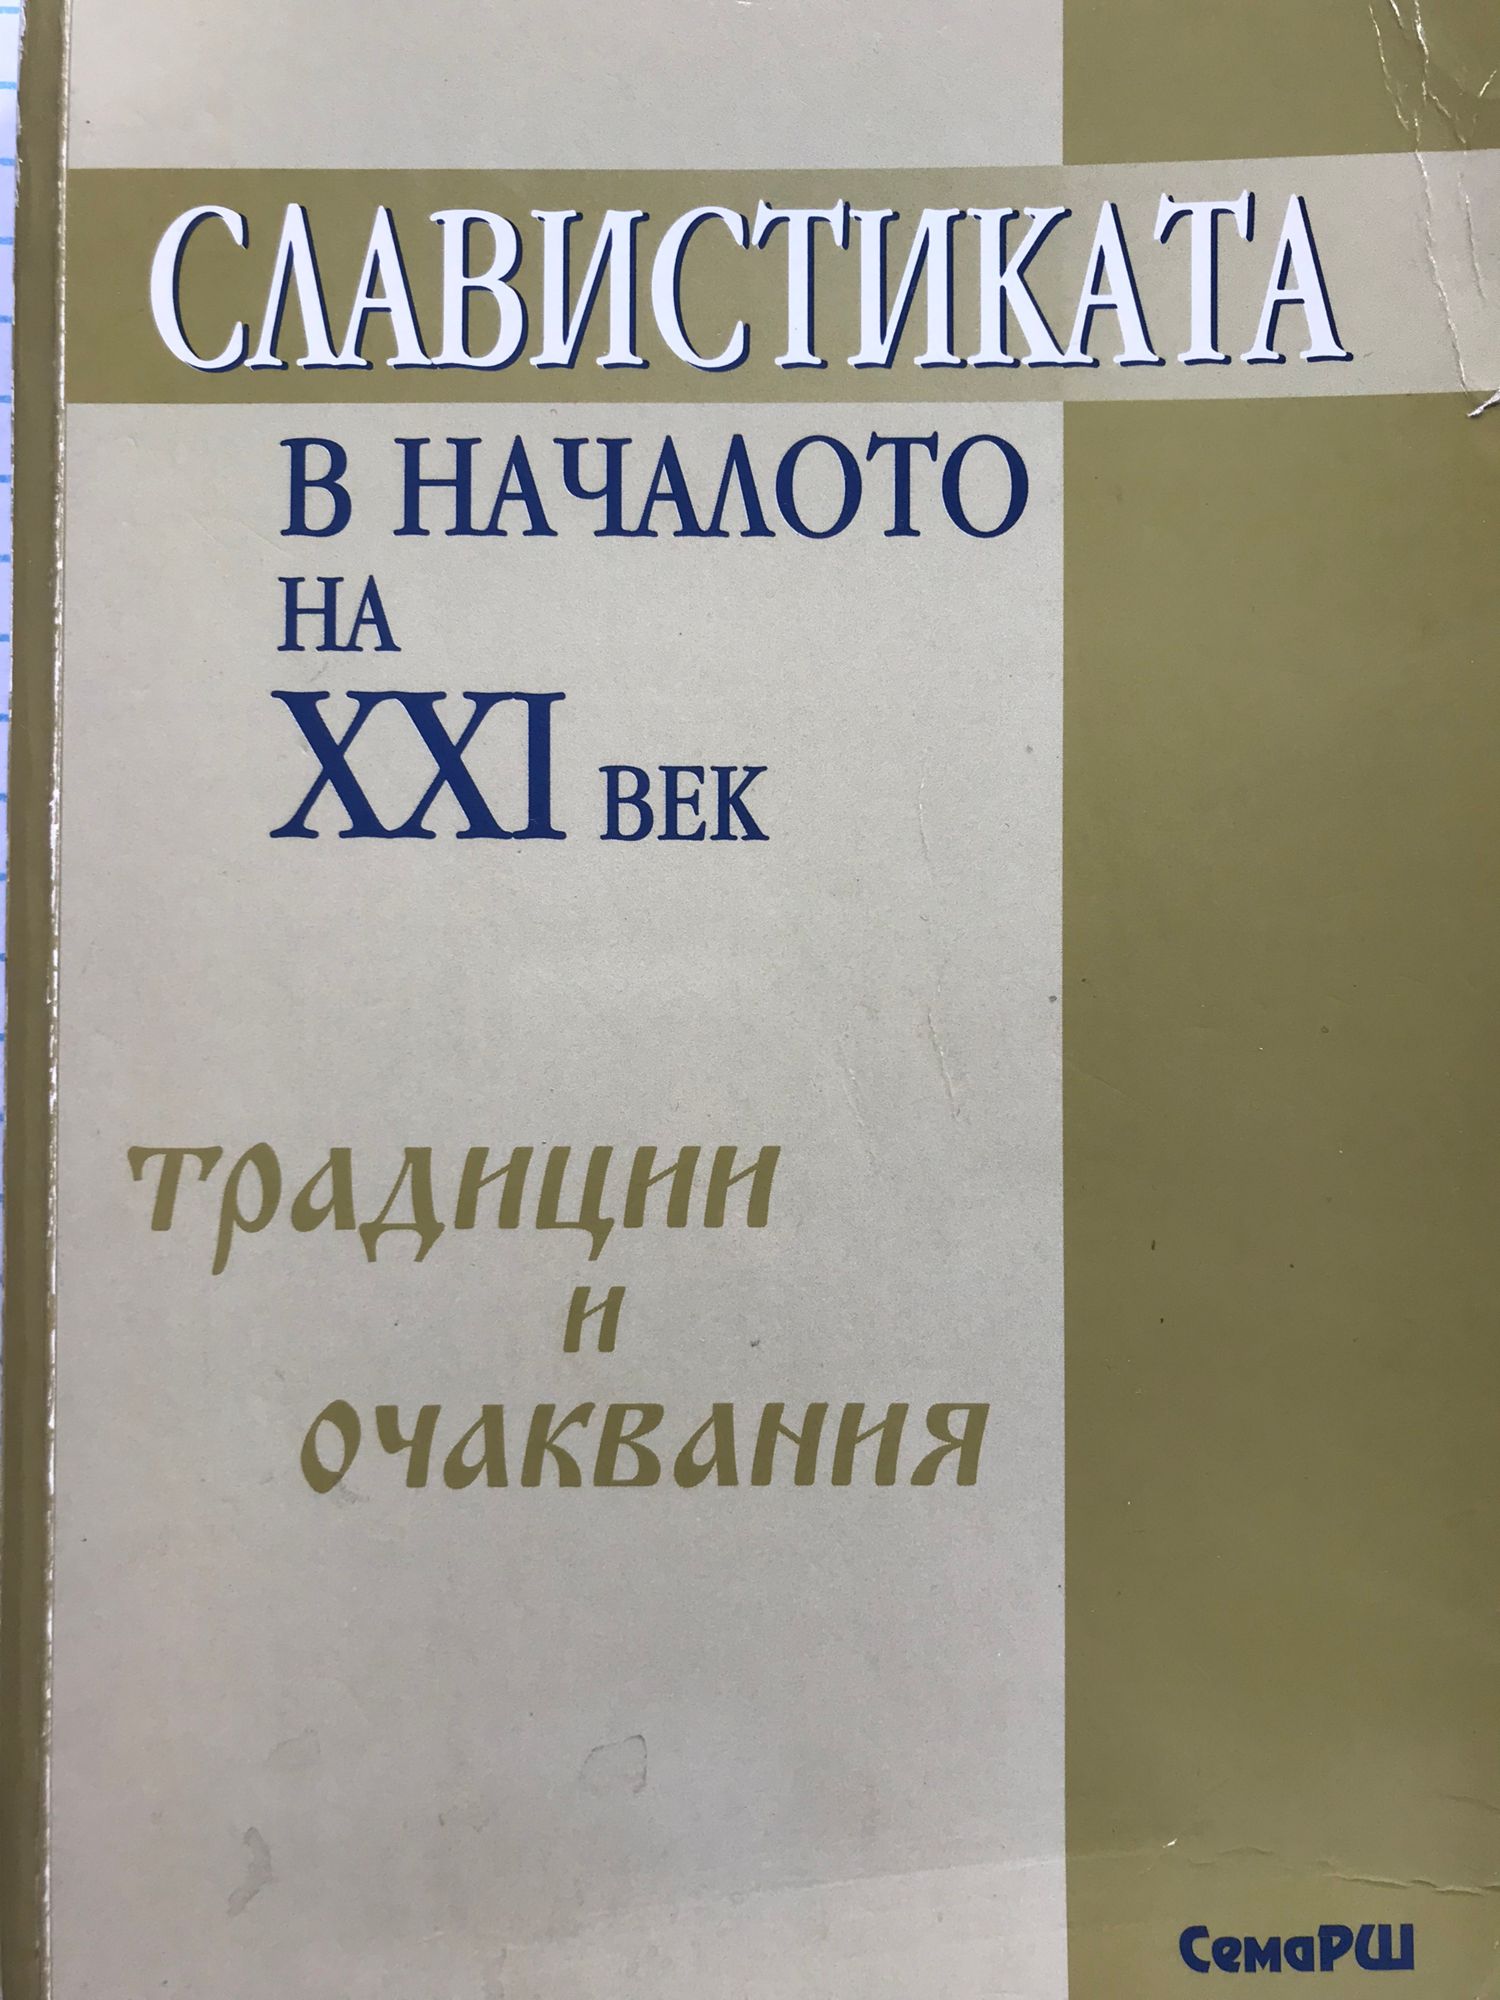 СЛАВИСТИКАТА
В НАЧАЛОТО
НА
XXI ВЕК
традиции
и
очаквания
СемаРШ